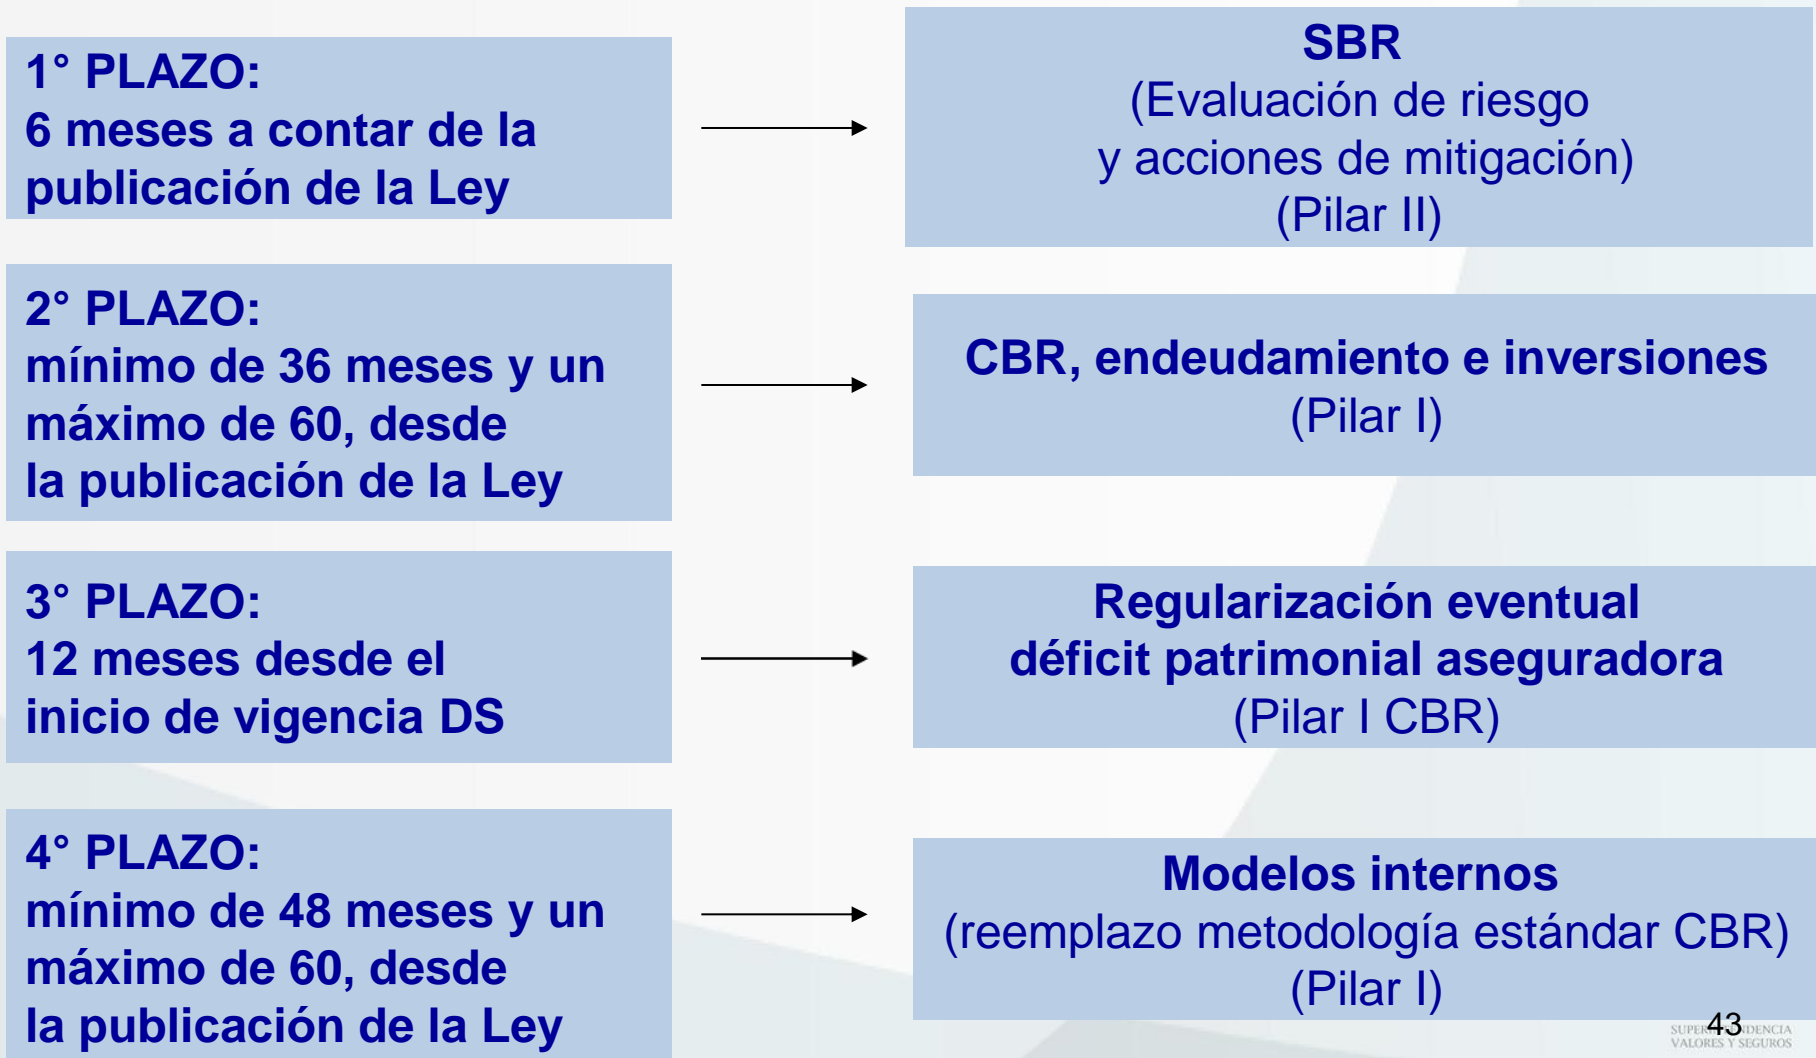 1° PLAZO:
6 meses a contar de la
publicación de la Ley
SBR
(Evaluación de riesgo
y acciones de mitigación)
(Pilar II)
2° PLAZO:
mínimo de 36 meses y un
máximo de 60, desde
la publicación de la Ley
CBR, endeudamiento e inversiones
(Pilar I)
3° PLAZO:
12 meses desde el
inicio de vigencia DS
Regularización eventual
déficit patrimonial aseguradora
(Pilar I CBR)
4° PLAZO:
mínimo de 48 meses y un
máximo de 60, desde
la publicación de la Ley
Modelos internos
(reemplazo metodología estándar CBR)
(Pilar I)
43
VALORES Y SEGUROS